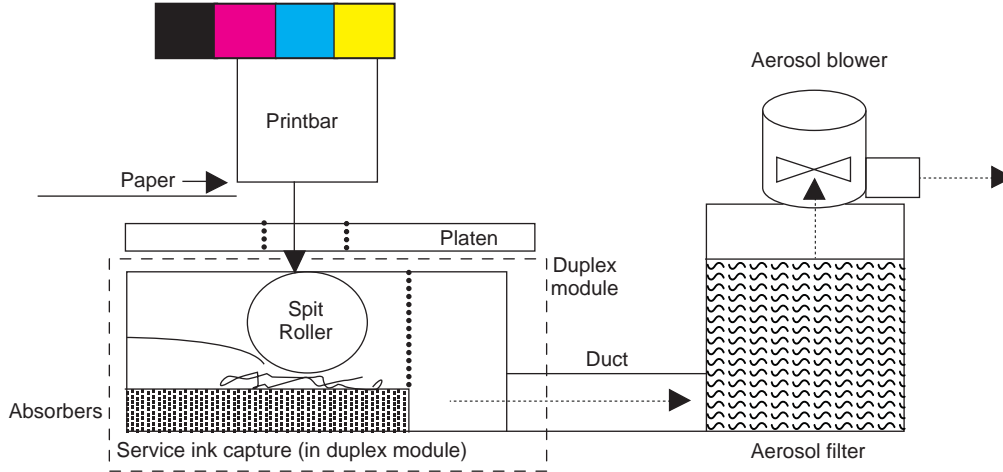 Aerosol blower
Printbar
Paper
Platen
Duplex
module
Spit
Roller
Duct
Absorbers
Service ink capture (in duplex module)
Aerosol filter